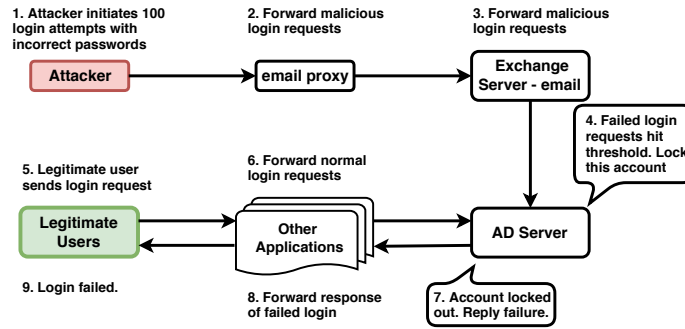 1. Attacker initiates 100
login attempts with
incorrect passwords
2. Forward malicious
login requests
3. Forward malicious
login requests
Attacker
email proxy
Exchange
Server - email
4. Failed login
requests hit
threshold. Lock
this account
5. Legitimate user
sends login request
6. Forward normal
login requests
Legitimate
Users
Other
Applications
AD Server
9. Login failed.
8. Forward response
of failed login
7. Account locked
out. Reply failure.